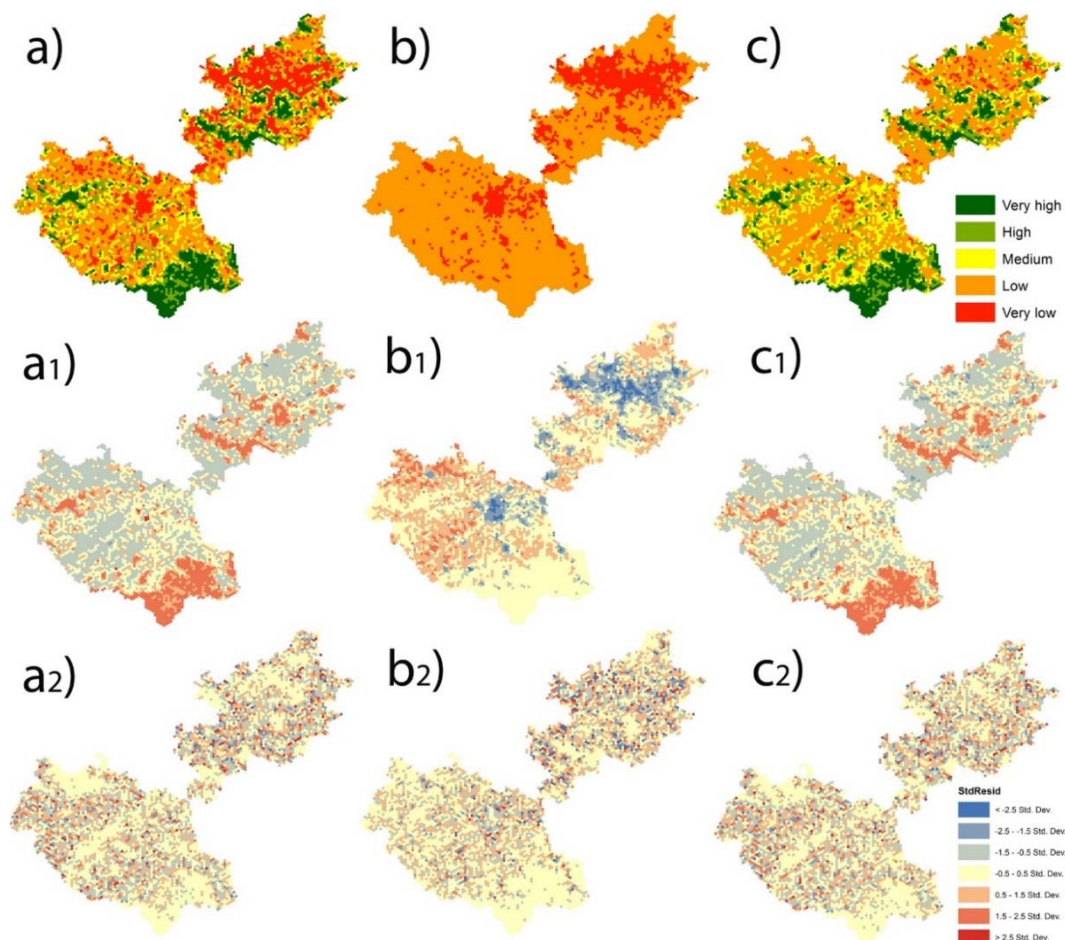 a)
b)
c)
Very high
High
Medium
Low
Very low
a1)
b1)
c1)
a2)
b2)
c2)
StdResid
< -2.5 Std. Dev.
-2.5 - -1.5 Std. Dev.
-1.5 - -0.5 Std. Dev.
-0.5 - 0.5 Std. Dev.
0.5 - 1.5 Std. Dev.
1.5 - 2.5 Std. Dev.
> 2.5 Std. Dev.